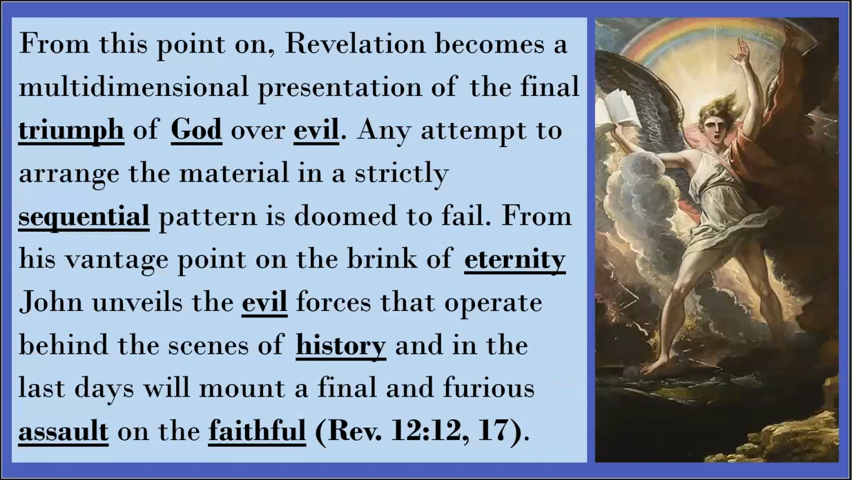 From this point on, Revelation becomes a
multidimensional presentation of the final
triumph of God over evil. Any attempt to
arrange the material in a strictly
sequential pattern is doomed to fail. From
his vantage point on the brink of eternity
John unveils the evil forces that operate
behind the scenes of history and in the
last days will mount a final and furious
assault on the faithful (Rev. 12:12, 17).